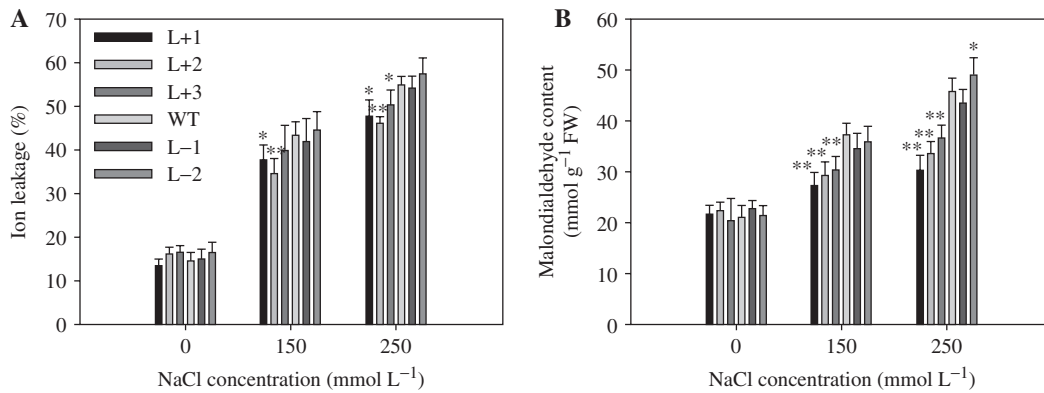 A
70
60
50
40
30
20
10
0
Ion leakage (%)
L+1
L+2
L+3
WT
L−1
L−2
*
**
*
**
*
0
150
250
NaCl concentration (mmol L⁻¹)
B
60
50
40
30
20
10
0
Malondialdehyde content
(mmol g⁻¹ FW)
**
**
**
**
**
**
*
0
150
250
NaCl concentration (mmol L⁻¹)